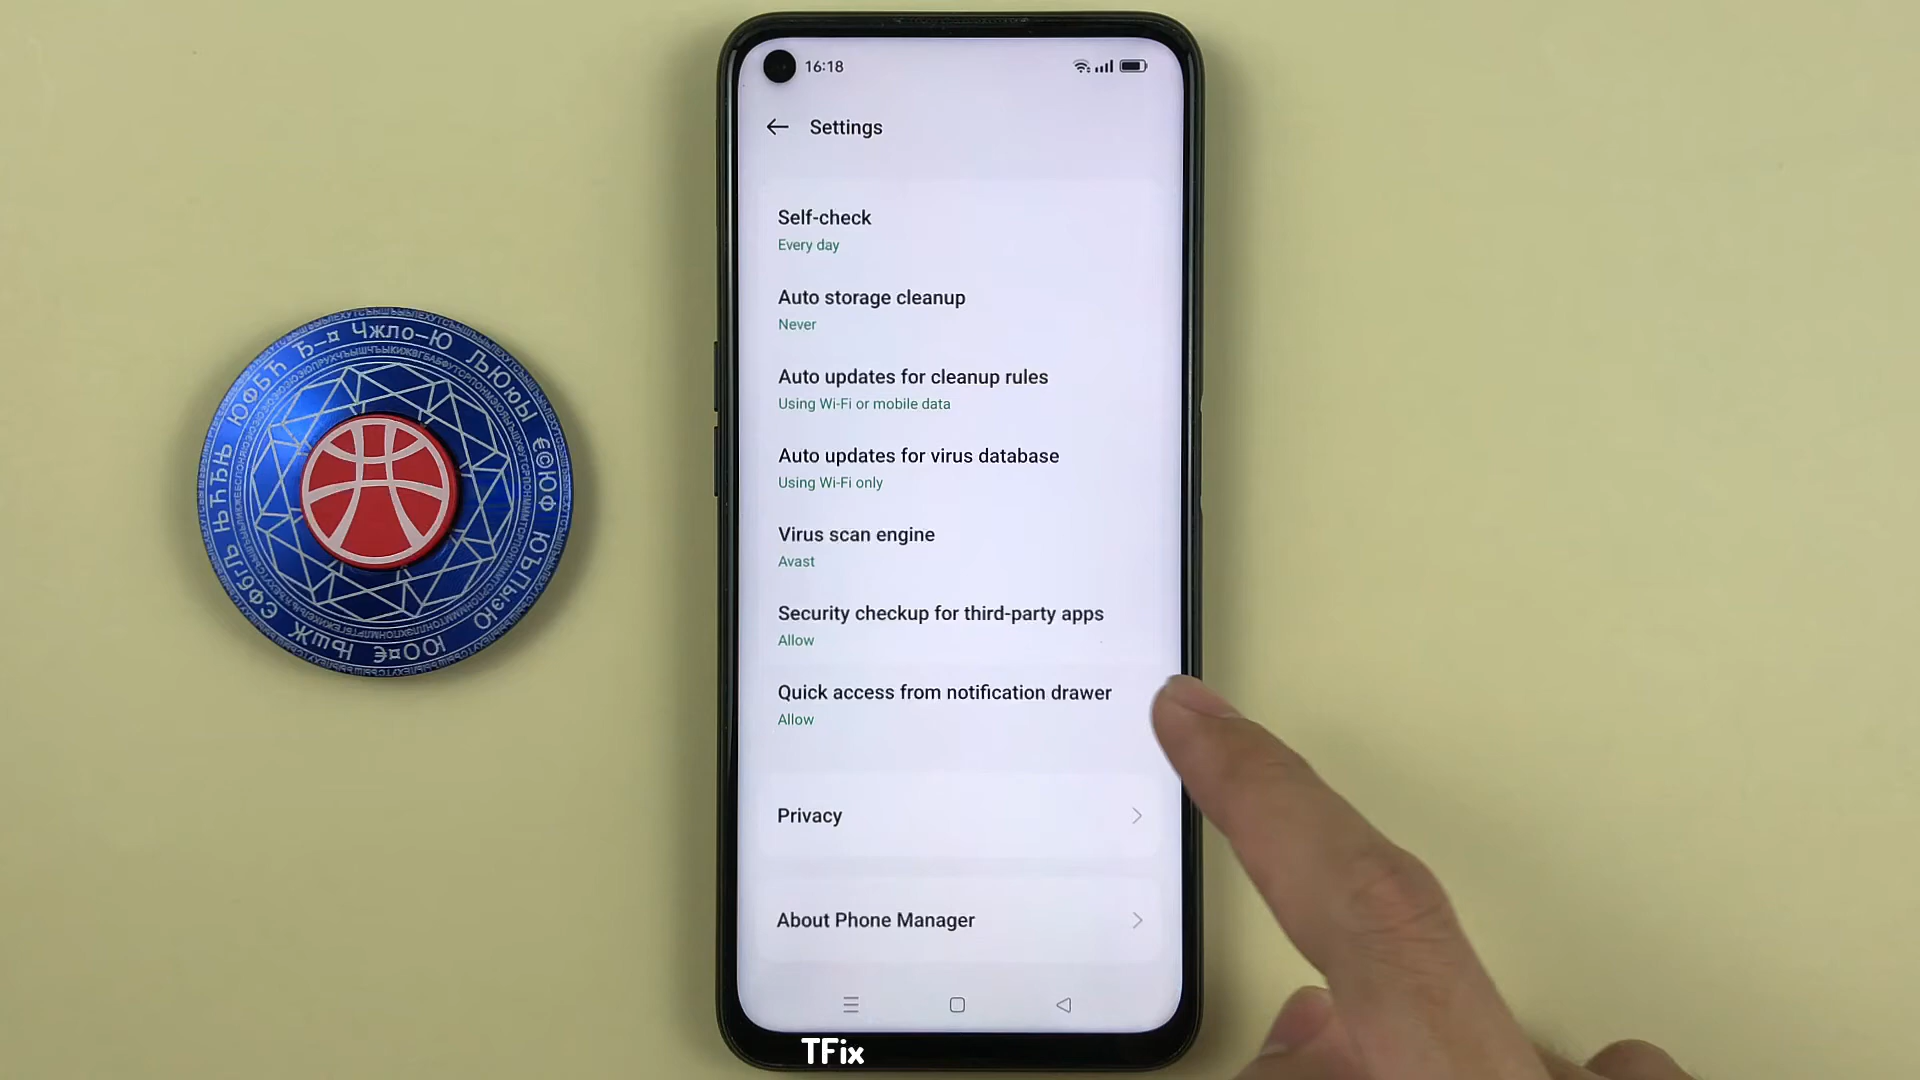 16:18
Settings
Self-check
Every day
Auto storage cleanup
Never
Auto updates for cleanup rules
Using Wi-Fi or mobile data
Auto updates for virus database
Using Wi-Fi only
Virus scan engine
Avast
Security checkup for third-party apps
Allow
Quick access from notification drawer
Allow
Privacy
About Phone Manager
TFix